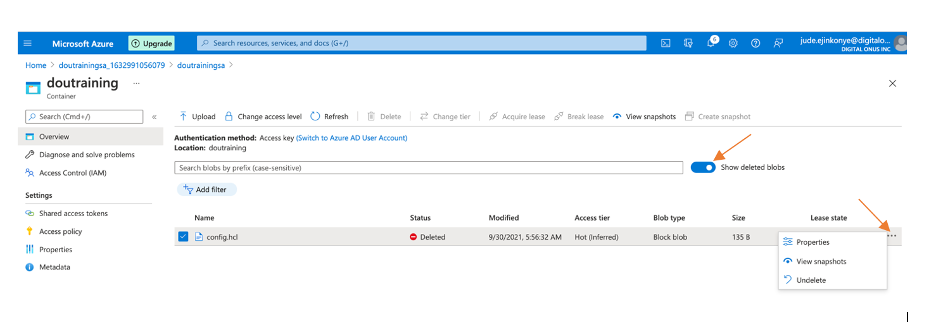 Microsoft Azure
Upgrade
Search resources, services, and docs (G+/)
6
jude.ejinkonye@digitalo...
DIGITAL ONUS INC
Home > doutrainingsa_1632991056079 > doutrainingsa >
doutraining ...
Container
Search (Cmd+/)
«
Upload
Change access level
Refresh
Delete
Change tier
Acquire lease
Break lease
View snapshots
Create snapshot
Overview
Diagnose and solve problems
Access Control (IAM)
Settings
Shared access tokens
Access policy
Properties
Metadata
Authentication method: Access key (Switch to Azure AD User Account)
Location: doutraining
Search blobs by prefix (case-sensitive)
Show deleted blobs
Add filter
Name Status Modified Access tier Blob type Size Lease state
config.hcl Deleted 9/30/2021, 5:56:32 AM Hot (Inferred) Block blob 135 B ...
Properties
View snapshots
Undelete